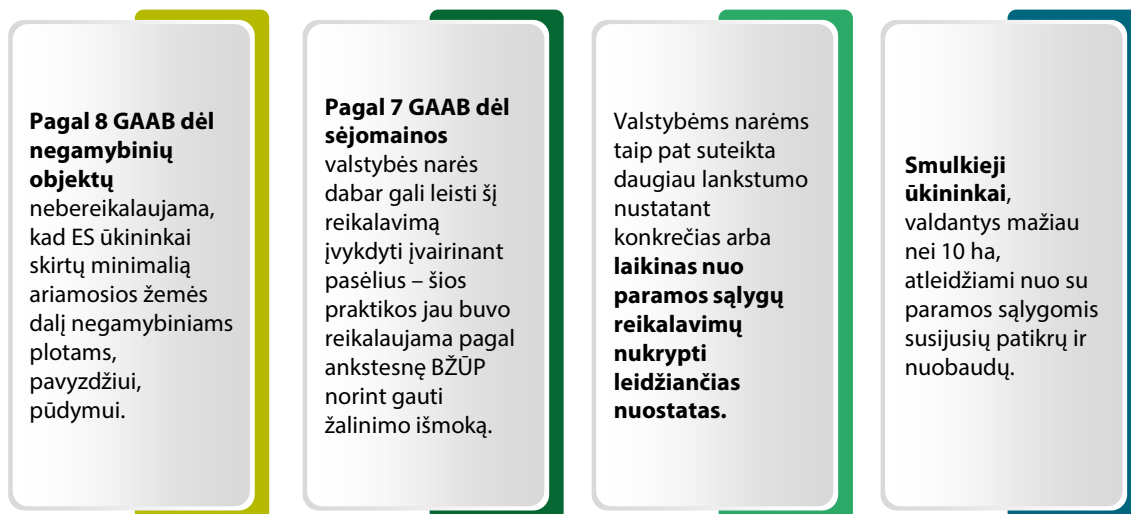 Pagal 8 GAAB dėl
negamybinių
objektų
nebereikalaujama,
kad ES ūkininkai
skirtų minimalią
ariamosios žemės
dalį negamybiniams
plotams,
pavyzdžiui,
pūdymui.
Pagal 7 GAAB dėl
sėjomainos
valstybės narės
dabar gali leisti šį
reikalavimą
įvykdyti įvairinant
pasėlius – šios
praktikos jau buvo
reikalaujama pagal
ankstesnę BŽŪP
norint gauti
žalinimo išmoką.
Valstybėms narėms
taip pat suteikta
daugiau lankstumo
nustatant
konkrečias arba
laikinas nuo
paramos sąlygų
reikalavimų
nukrypti
leidžiančias
nuostatas.
Smulkieji
ūkininkai,
valdantys mažiau
nei 10 ha,
atleidžiami nuo su
paramos sąlygomis
susijusių patikrų ir
nuobaudų.